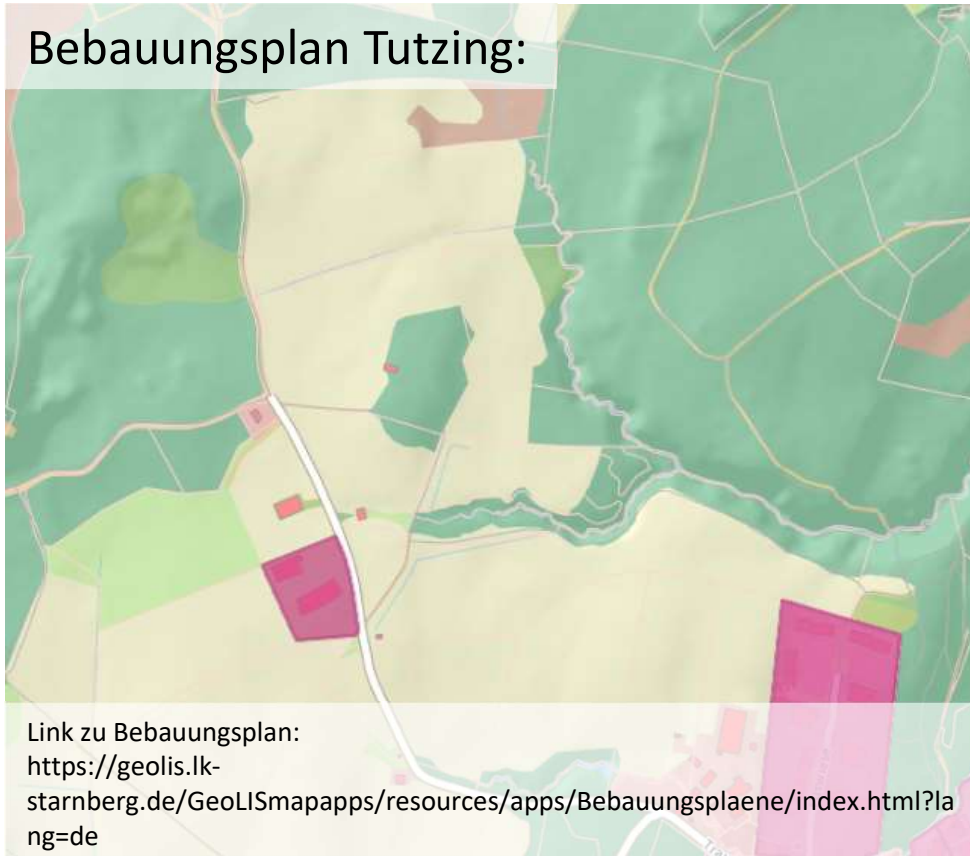 Bebauungsplan Tutzing:
Link zu Bebauungsplan:
https://geolis.lk-
starnberg.de/GeoLISmapapps/resources/apps/Bebauungsplaene/index.html?la
ng=de